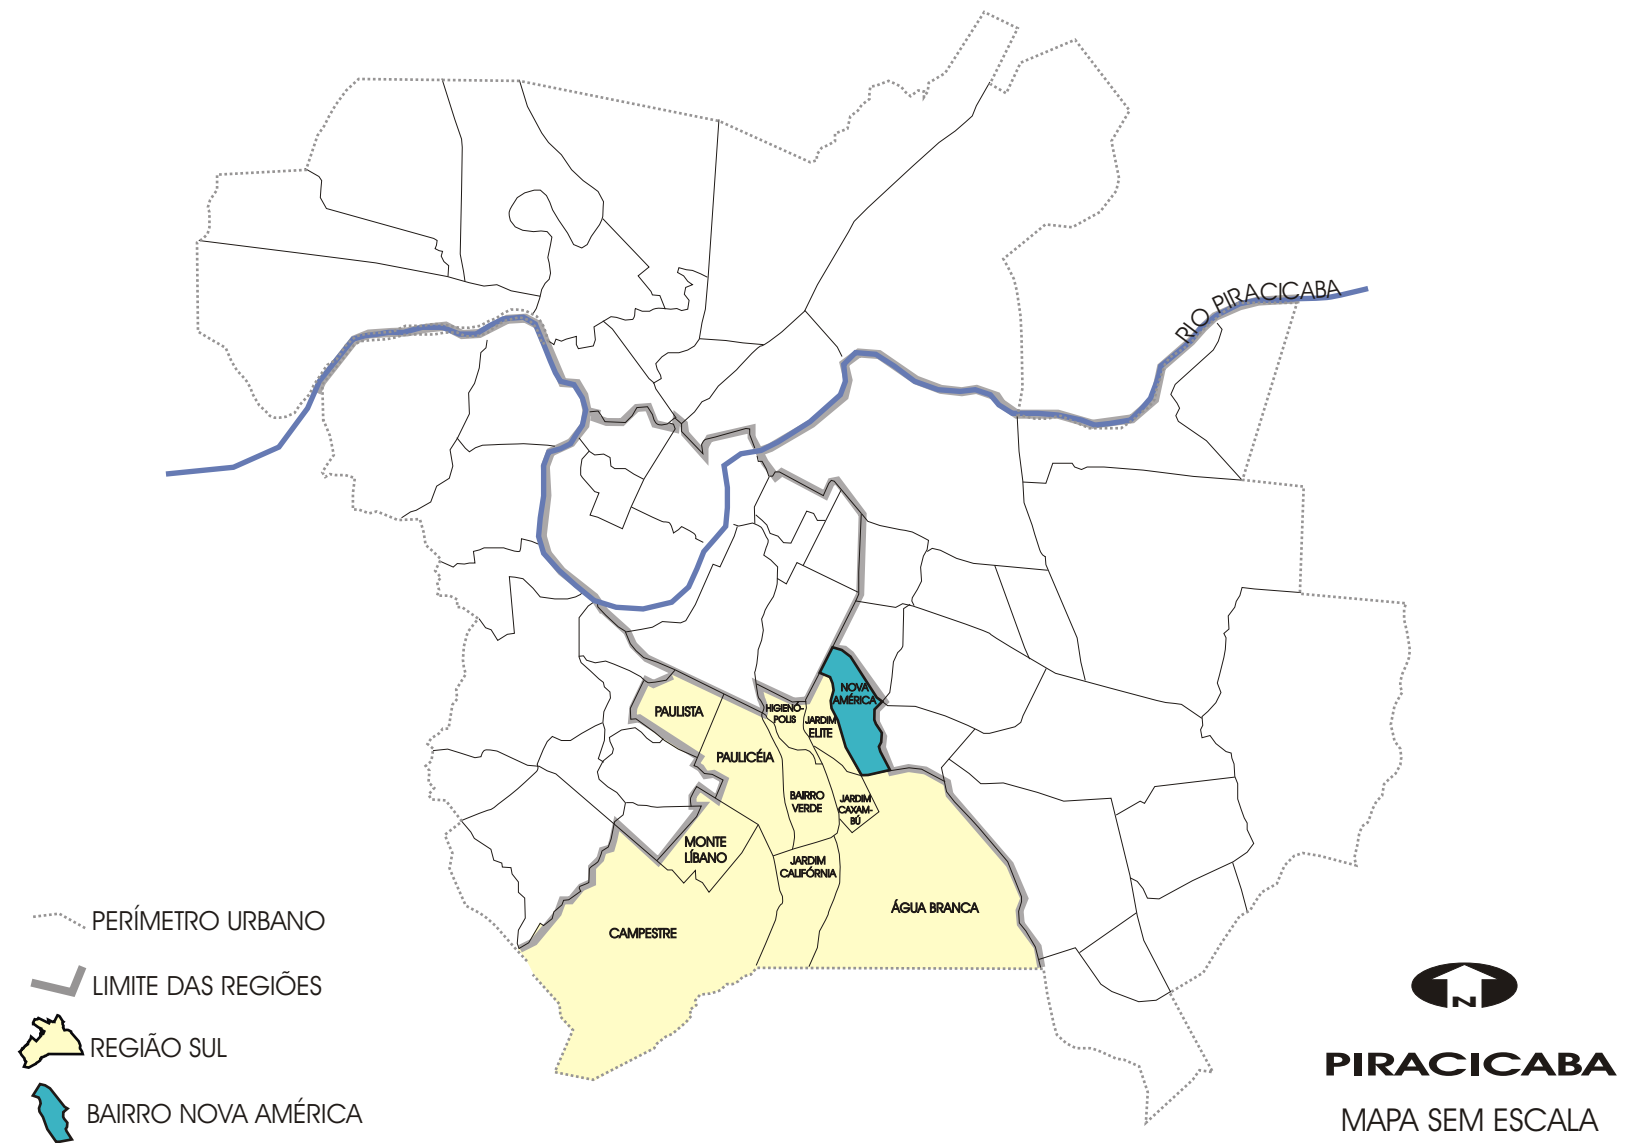 RIO PIRACICABA
NOVA
AMÉRICA
PAULISTA
HIGIENÓ-
POLIS
JARDIM
ELITE
PAULICÉIA
BAIRRO
VERDE
JARDIM
CAXAM-
BÚ
MONTE
LÍBANO
JARDIM
CALIFÓRNIA
ÁGUA BRANCA
CAMPESTRE
PERÍMETRO URBANO
LIMITE DAS REGIÕES
REGIÃO SUL
BAIRRO NOVA AMÉRICA
N
PIRACICABA
MAPA SEM ESCALA